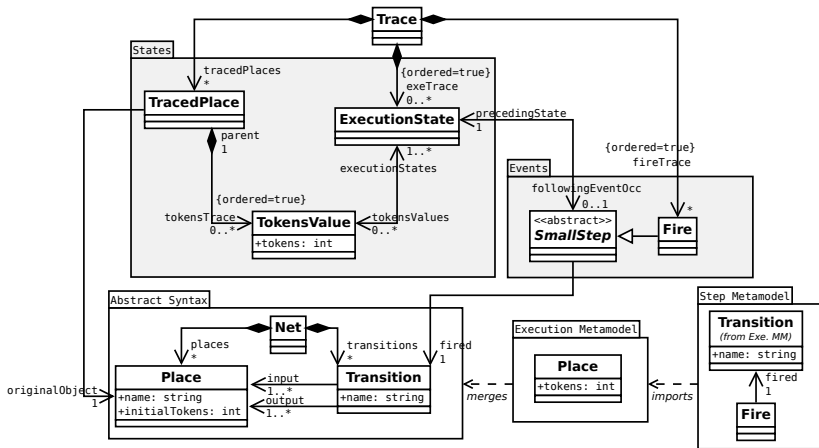 Trace
States
tracedPlaces
*
{ordered=true}
exeTrace
0..*
TracedPlace
ExecutionState
precedingState
1
parent
1
1..*
executionStates
{ordered=true}
fireTrace
Events
followingEventOcc
0..1
*
{ordered=true}
tokensTrace
0..*
TokensValue
+tokens: int
tokensValues
0..*
<<abstract>>
SmallStep
Fire
Abstract Syntax
Net
places
*
transitions
*
fired
1
Place
+name: string
+initialTokens: int
input
1..*
output
1..*
Transition
+name: string
originalObject
1
merges
Execution Metamodel
Place
+tokens: int
imports
Step Metamodel
Transition
(from Exe. MM)
+name: string
fired
1
Fire